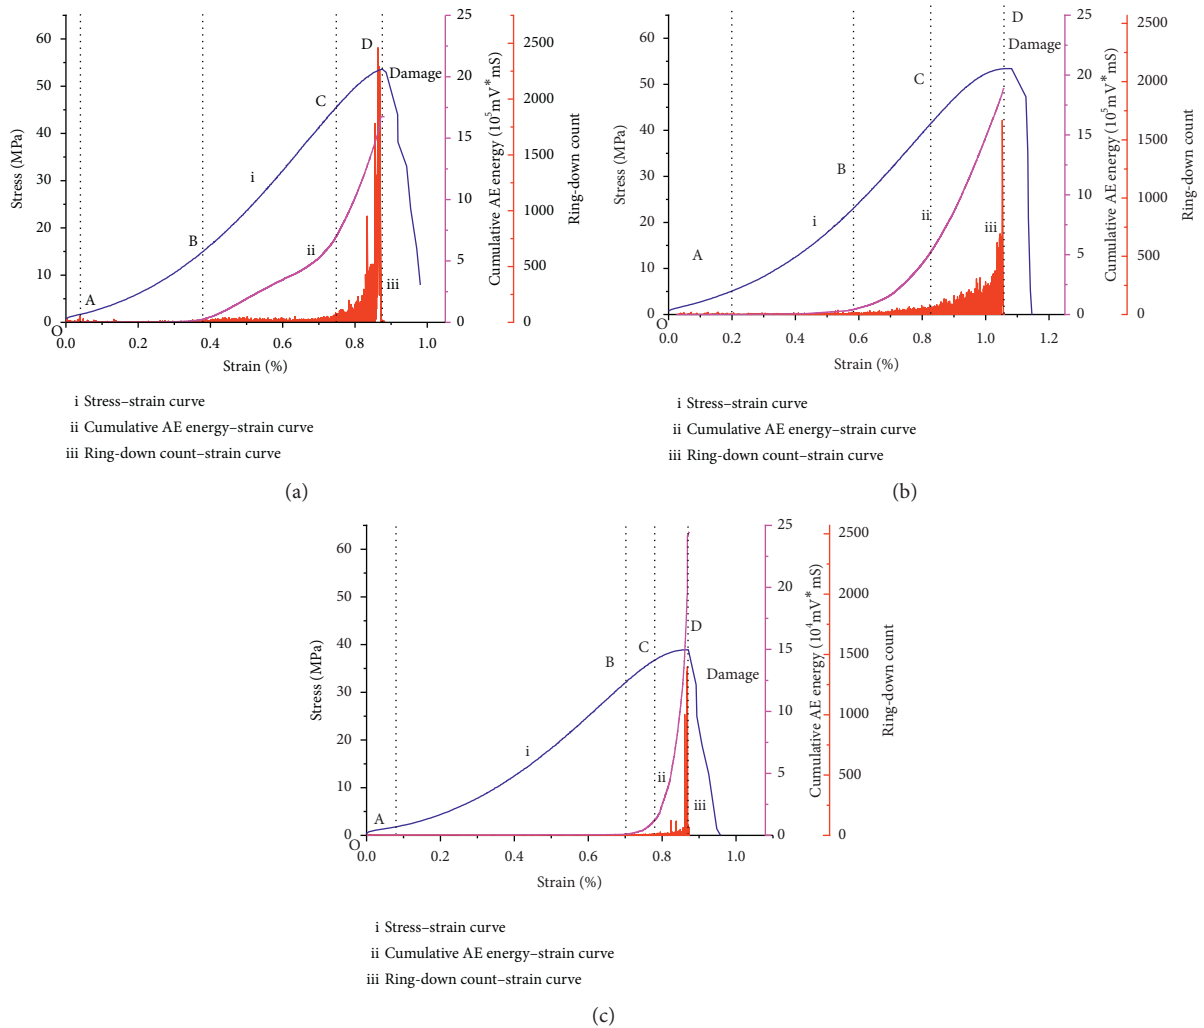 Stress (MPa)
60
50
40
30
20
10
0
O
0.0 0.2 0.4 0.6 0.8 1.0
Strain (%)
A
B
C
D
Damage
i
ii
iii
25
20
15
10
5
0
Cumulative AE energy (10^5 mV*mS)
2500
2000
1500
1000
500
0
Ring-down count
i Stress–strain curve
ii Cumulative AE energy–strain curve
iii Ring-down count–strain curve
(a)
Stress (MPa)
60
50
40
30
20
10
0
O
0.0 0.2 0.4 0.6 0.8 1.0 1.2
Strain (%)
A
B
C
D
Damage
i
ii
iii
25
20
15
10
5
0
Cumulative AE energy (10^5 mV*mS)
2500
2000
1500
1000
500
0
Ring-down count
i Stress–strain curve
ii Cumulative AE energy–strain curve
iii Ring-down count–strain curve
(b)
Stress (MPa)
60
50
40
30
20
10
0
O
0.0 0.2 0.4 0.6 0.8 1.0
Strain (%)
A
B
C
D
Damage
i
ii
iii
25
20
15
10
5
0
Cumulative AE energy (10^4 mV*mS)
2500
2000
1500
1000
500
0
Ring-down count
i Stress–strain curve
ii Cumulative AE energy–strain curve
iii Ring-down count–strain curve
(c)